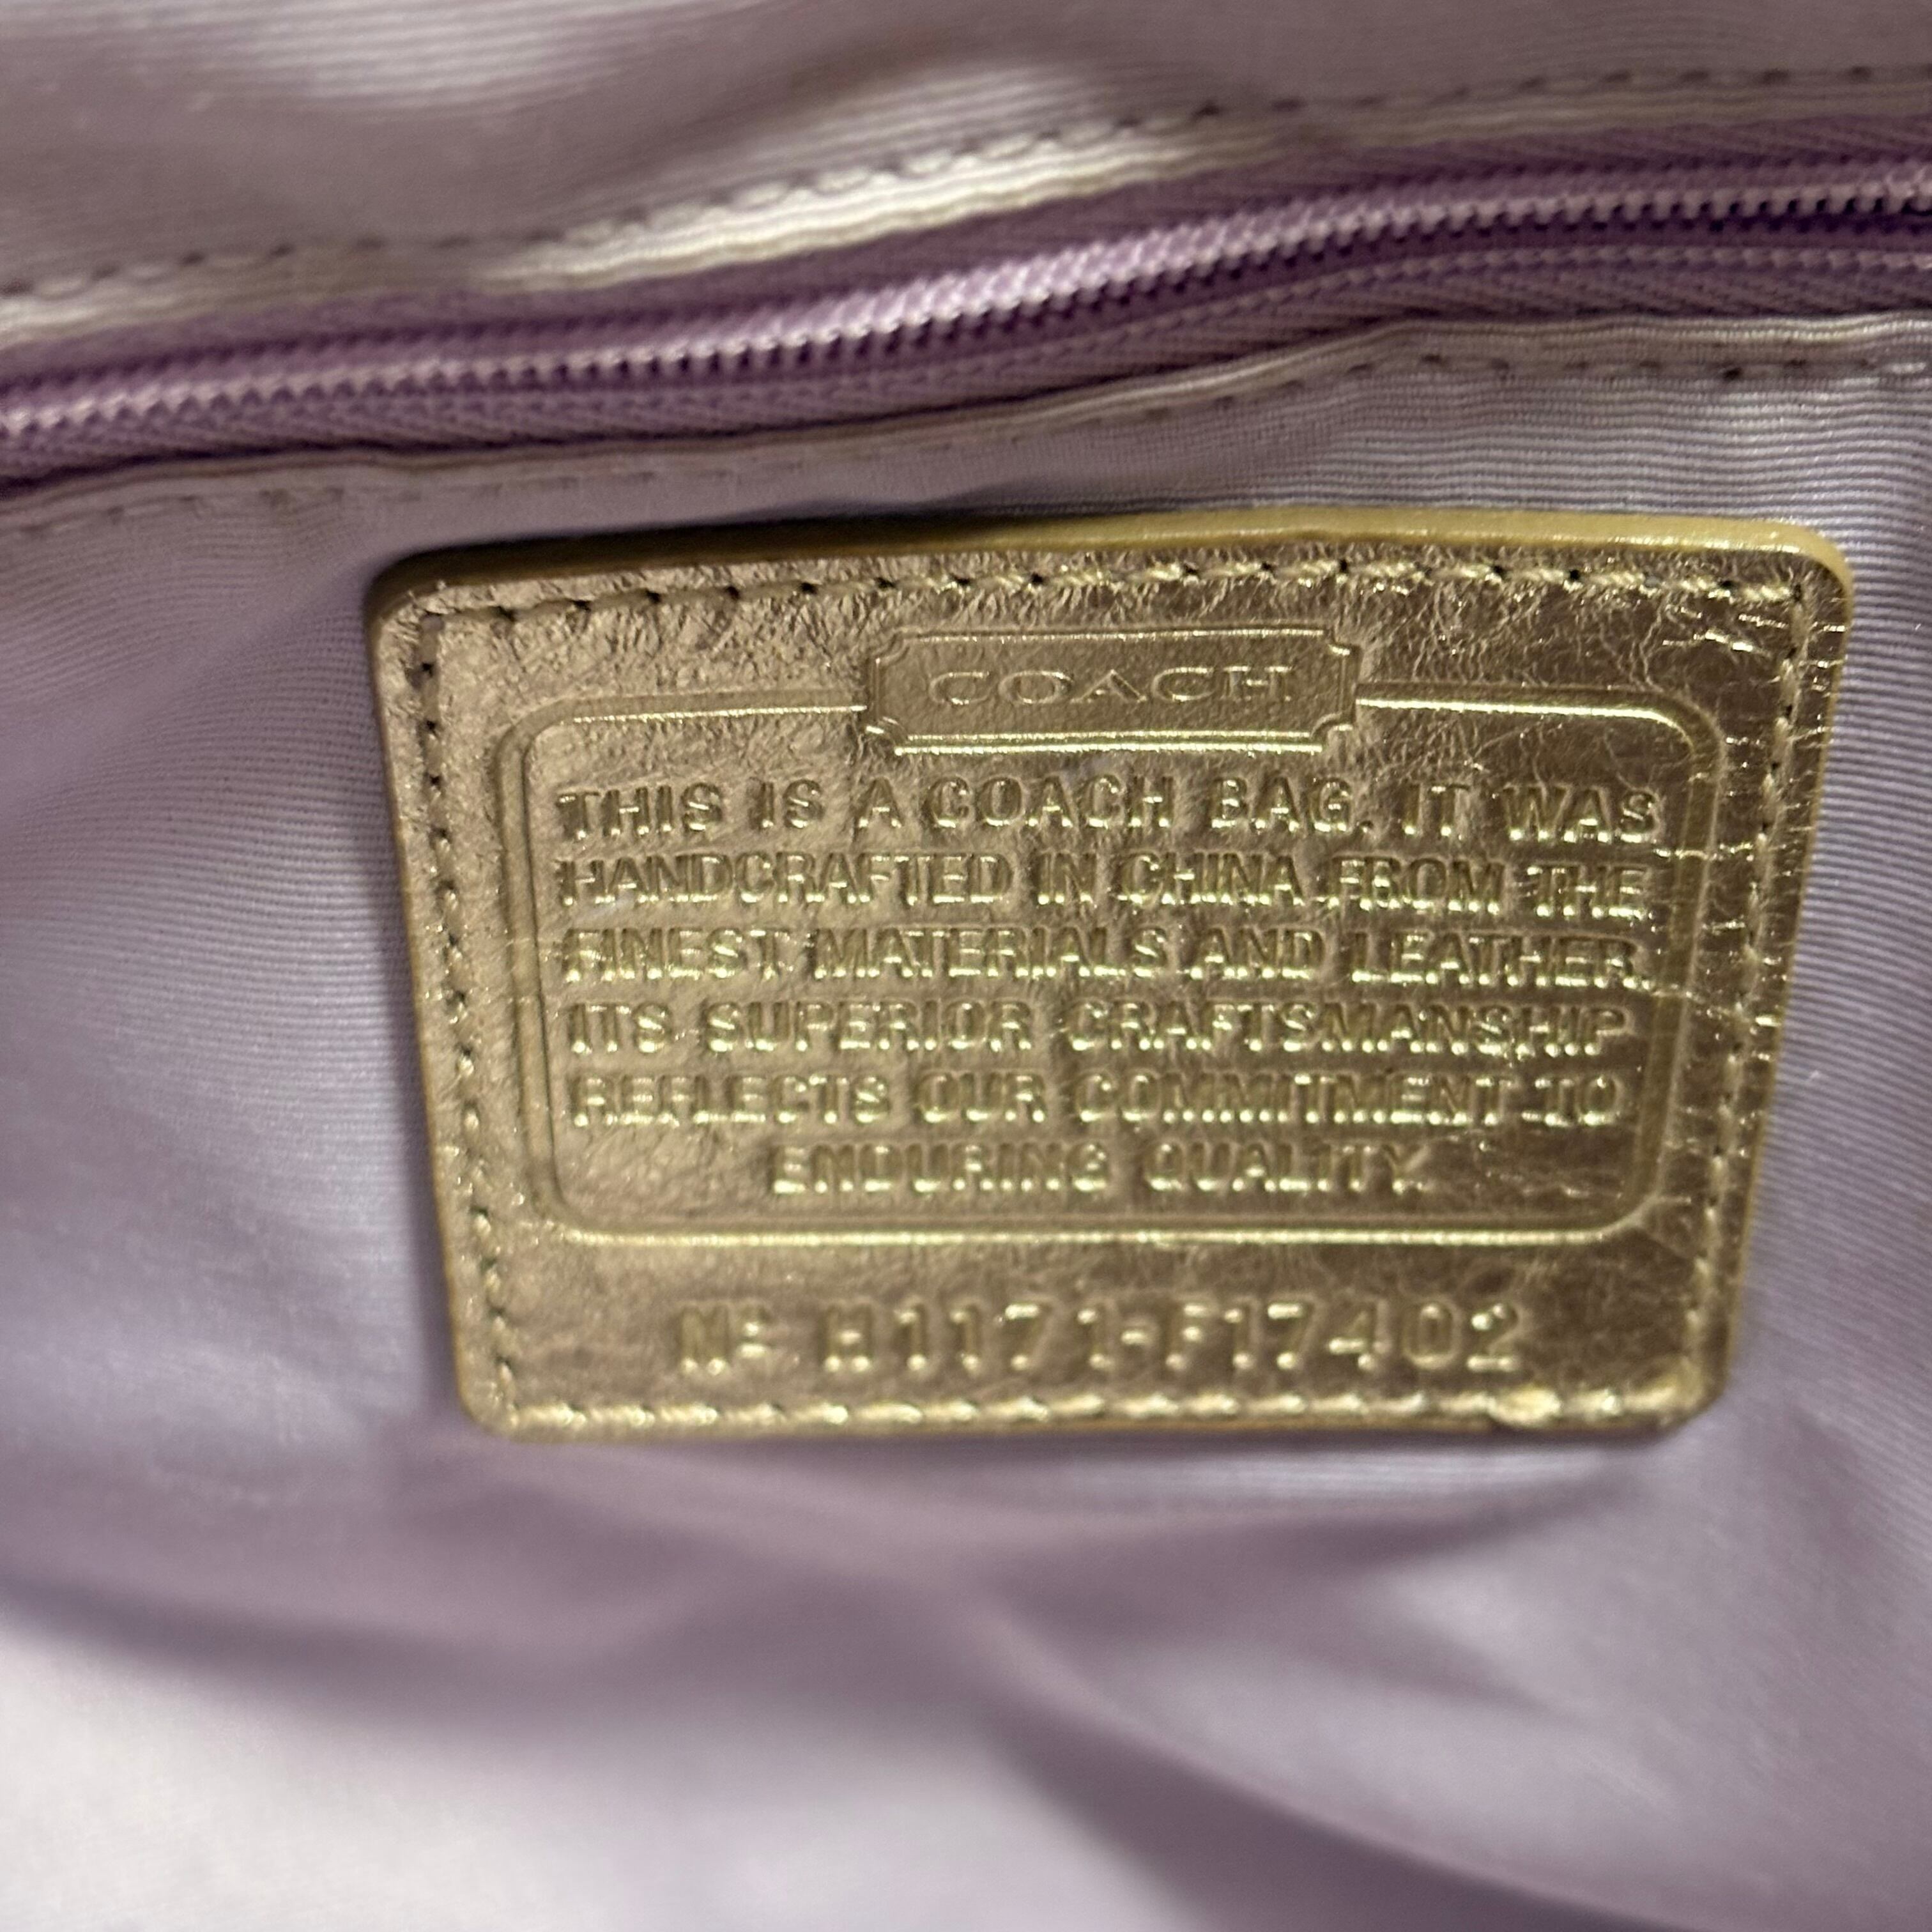 COACH
THIS IS A COACH BAG. IT WAS
HANDCRAFTED IN CHINA FROM THE
FINEST MATERIALS AND LEATHER.
ITS SUPERIOR CRAFTSMANSHIP
REFLECTS OUR COMMITMENT TO
ENDURING QUALITY.
Nº H1171-F17402